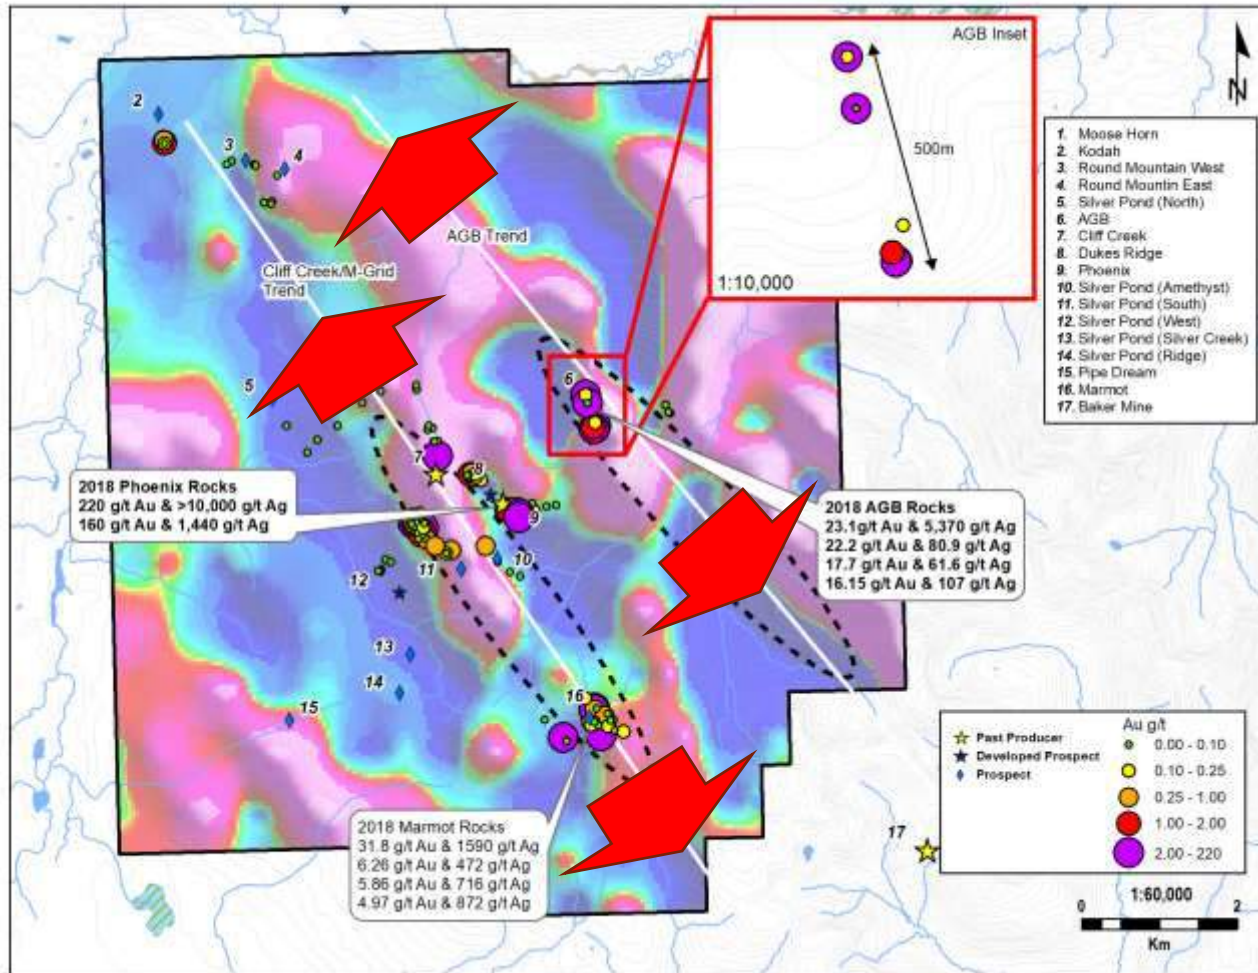 AGB Inset
500m
1:10,000
N
1. Moose Horn
2. Kodah
3. Round Mountain West
4. Round Mountin East
5. Silver Pond (North)
6. AGB
7. Cliff Creek
8. Dukes Ridge
9. Phoenix
10. Silver Pond (Amethyst)
11. Silver Pond (South)
12. Silver Pond (West)
13. Silver Pond (Silver Creek)
14. Silver Pond (Ridge)
15. Pipe Dream
16. Marmot
17. Baker Mine
2
3
4
AGB Trend
Cliff Creek/M-Grid
Trend
5
6
7
8
9
10
11
12
13
14
15
16
17
2018 Phoenix Rocks
220 g/t Au & >10,000 g/t Ag
160 g/t Au & 1,440 g/t Ag
2018 AGB Rocks
23.1g/t Au & 5,370 g/t Ag
22.2 g/t Au & 80.9 g/t Ag
17.7 g/t Au & 61.6 g/t Ag
16.15 g/t Au & 107 g/t Ag
2018 Marmot Rocks
31.8 g/t Au & 1590 g/t Ag
6.26 g/t Au & 472 g/t Ag
5.86 g/t Au & 716 g/t Ag
4.97 g/t Au & 872 g/t Ag
Past Producer
Developed Prospect
Prospect
Au g/t
0.00 - 0.10
0.10 - 0.25
0.25 - 1.00
1.00 - 2.00
2.00 - 220
1:60,000
0 2
Km